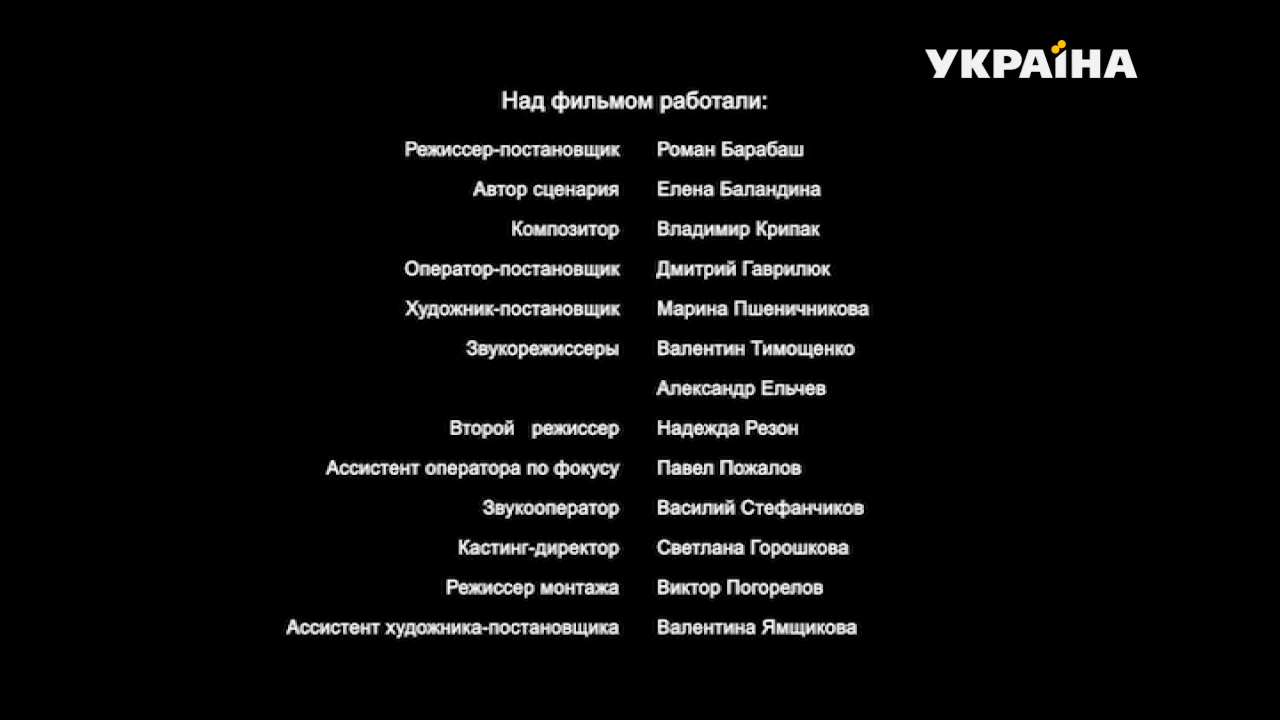 УКРАЇНА
Над фильмом работали:
Режиссер-постановщик Роман Барабаш
Автор сценария Елена Баландина
Композитор Владимир Крипак
Оператор-постановщик Дмитрий Гаврилюк
Художник-постановщик Марина Пшеничникова
Звукорежиссеры Валентин Тимощенко
Александр Ельчев
Второй режиссер Надежда Резон
Ассистент оператора по фокусу Павел Пожалов
Звукооператор Василий Стефанчиков
Кастинг-директор Светлана Горошкова
Режиссер монтажа Виктор Погорелов
Ассистент художника-постановщика Валентина Ямщикова